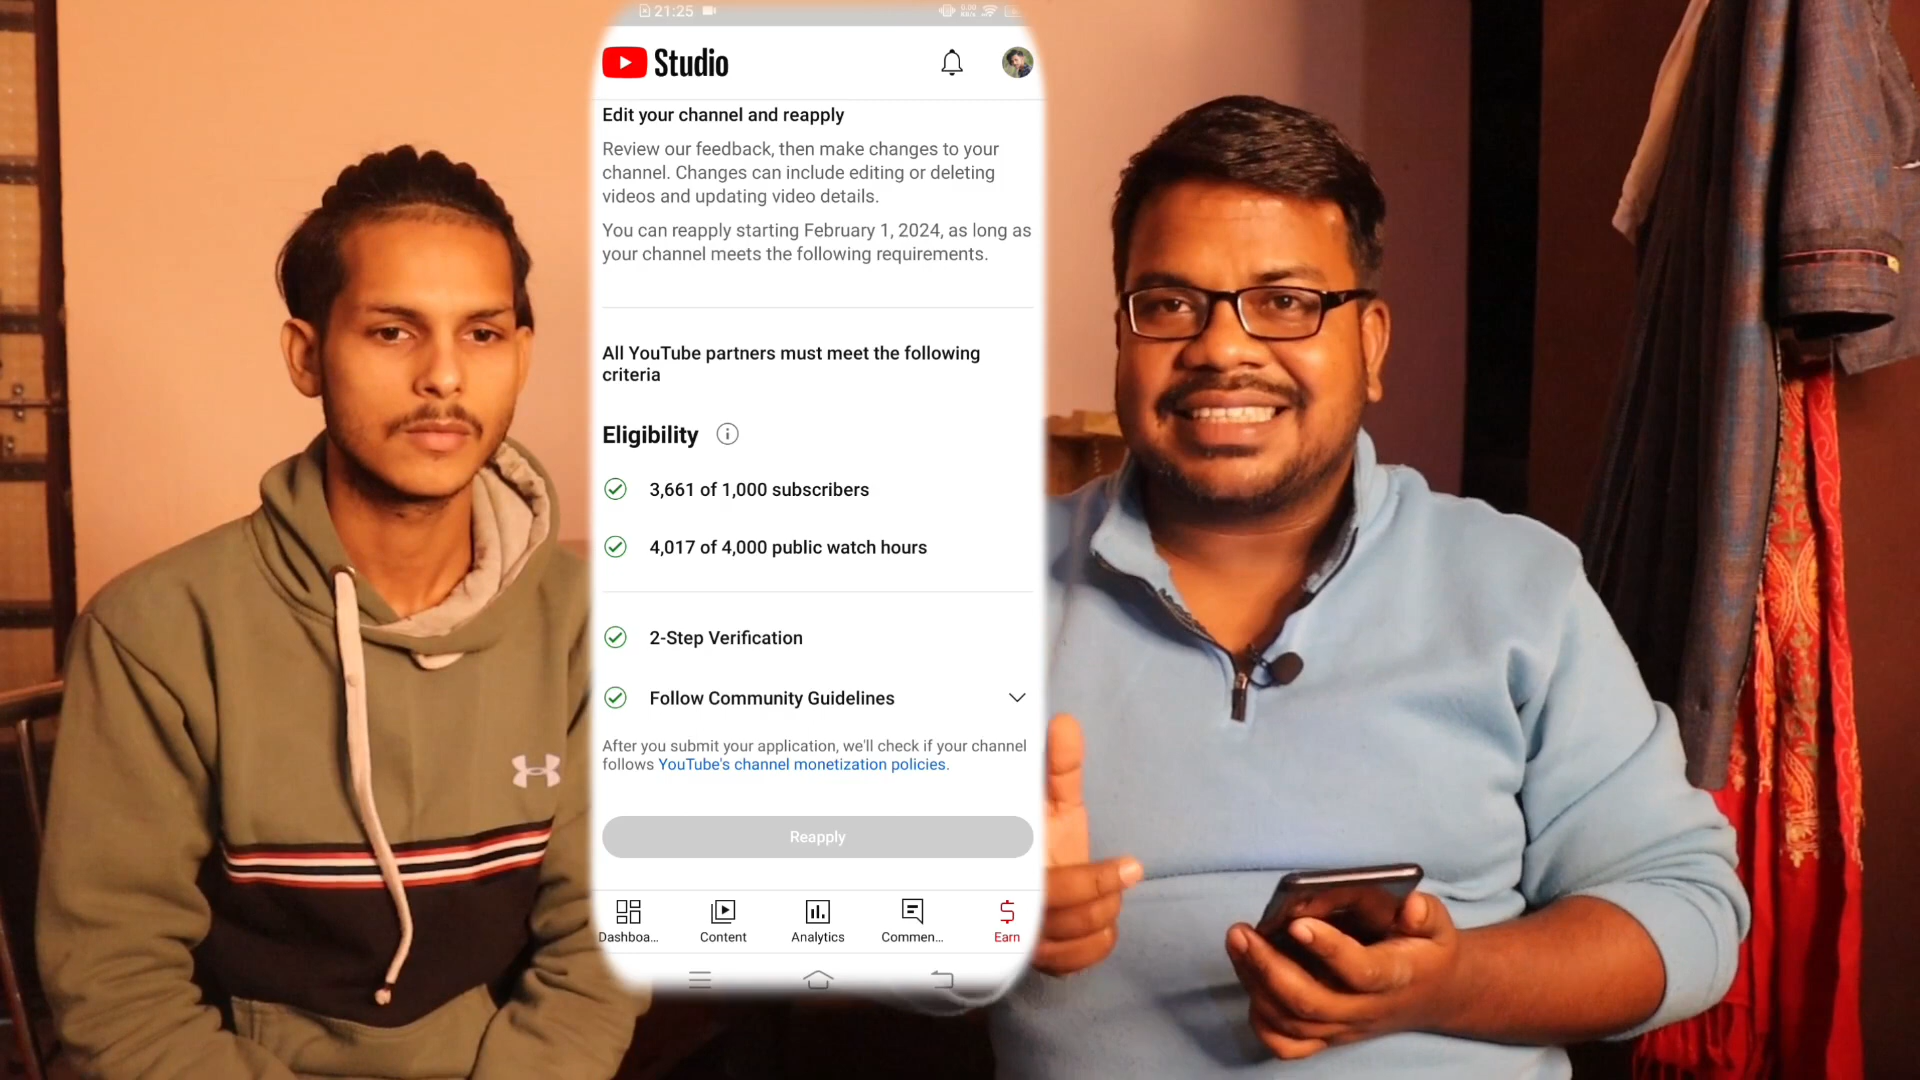 21:25
Studio
Edit your channel and reapply
Review our feedback, then make changes to your
channel. Changes can include editing or deleting
videos and updating video details.
You can reapply starting February 1, 2024, as long as
your channel meets the following requirements.
All YouTube partners must meet the following
criteria
Eligibility
3,661 of 1,000 subscribers
4,017 of 4,000 public watch hours
2-Step Verification
Follow Community Guidelines
After you submit your application, we'll check if your channel
follows YouTube's channel monetization policies.
Reapply
Dashboa... Content Analytics Commen... Earn